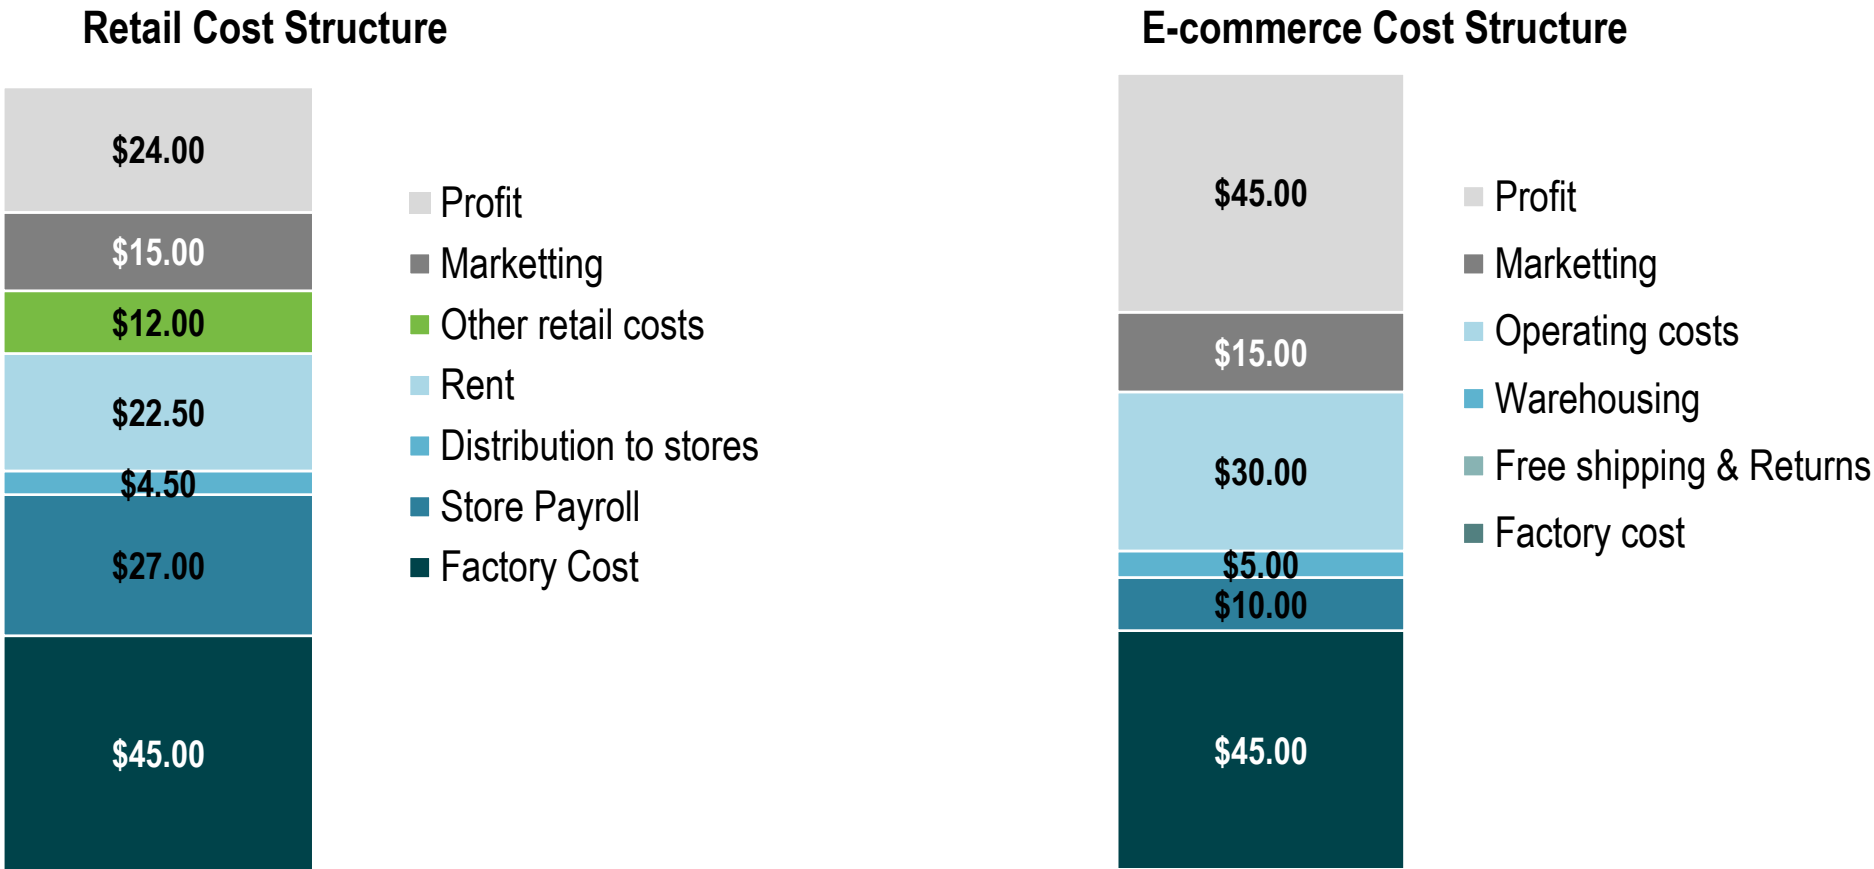 Retail Cost Structure
$24.00
$15.00
$12.00
$22.50
$4.50
$27.00
$45.00
Profit
Marketting
Other retail costs
Rent
Distribution to stores
Store Payroll
Factory Cost
E-commerce Cost Structure
$45.00
$15.00
$30.00
$5.00
$10.00
$45.00
Profit
Marketting
Operating costs
Warehousing
Free shipping & Returns
Factory cost